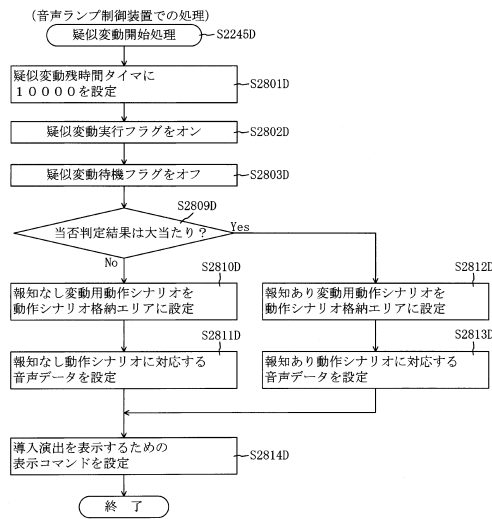 (音声ランプ制御装置での処理)
疑似変動開始処理
S2245D
疑似変動残時間タイマに
10000を設定
S2801D
疑似変動実行フラグをオン
S2802D
疑似変動待機フラグをオフ
S2803D
S2809D
当否判定結果は大当たり?
Yes
No
S2810D
報知なし変動用動作シナリオを
動作シナリオ格納エリアに設定
S2812D
報知あり変動用動作シナリオを
動作シナリオ格納エリアに設定
S2811D
報知なし動作シナリオに対応する
音声データを設定
S2813D
報知あり動作シナリオに対応する
音声データを設定
導入演出を表示するための
表示コマンドを設定
S2814D
終 了